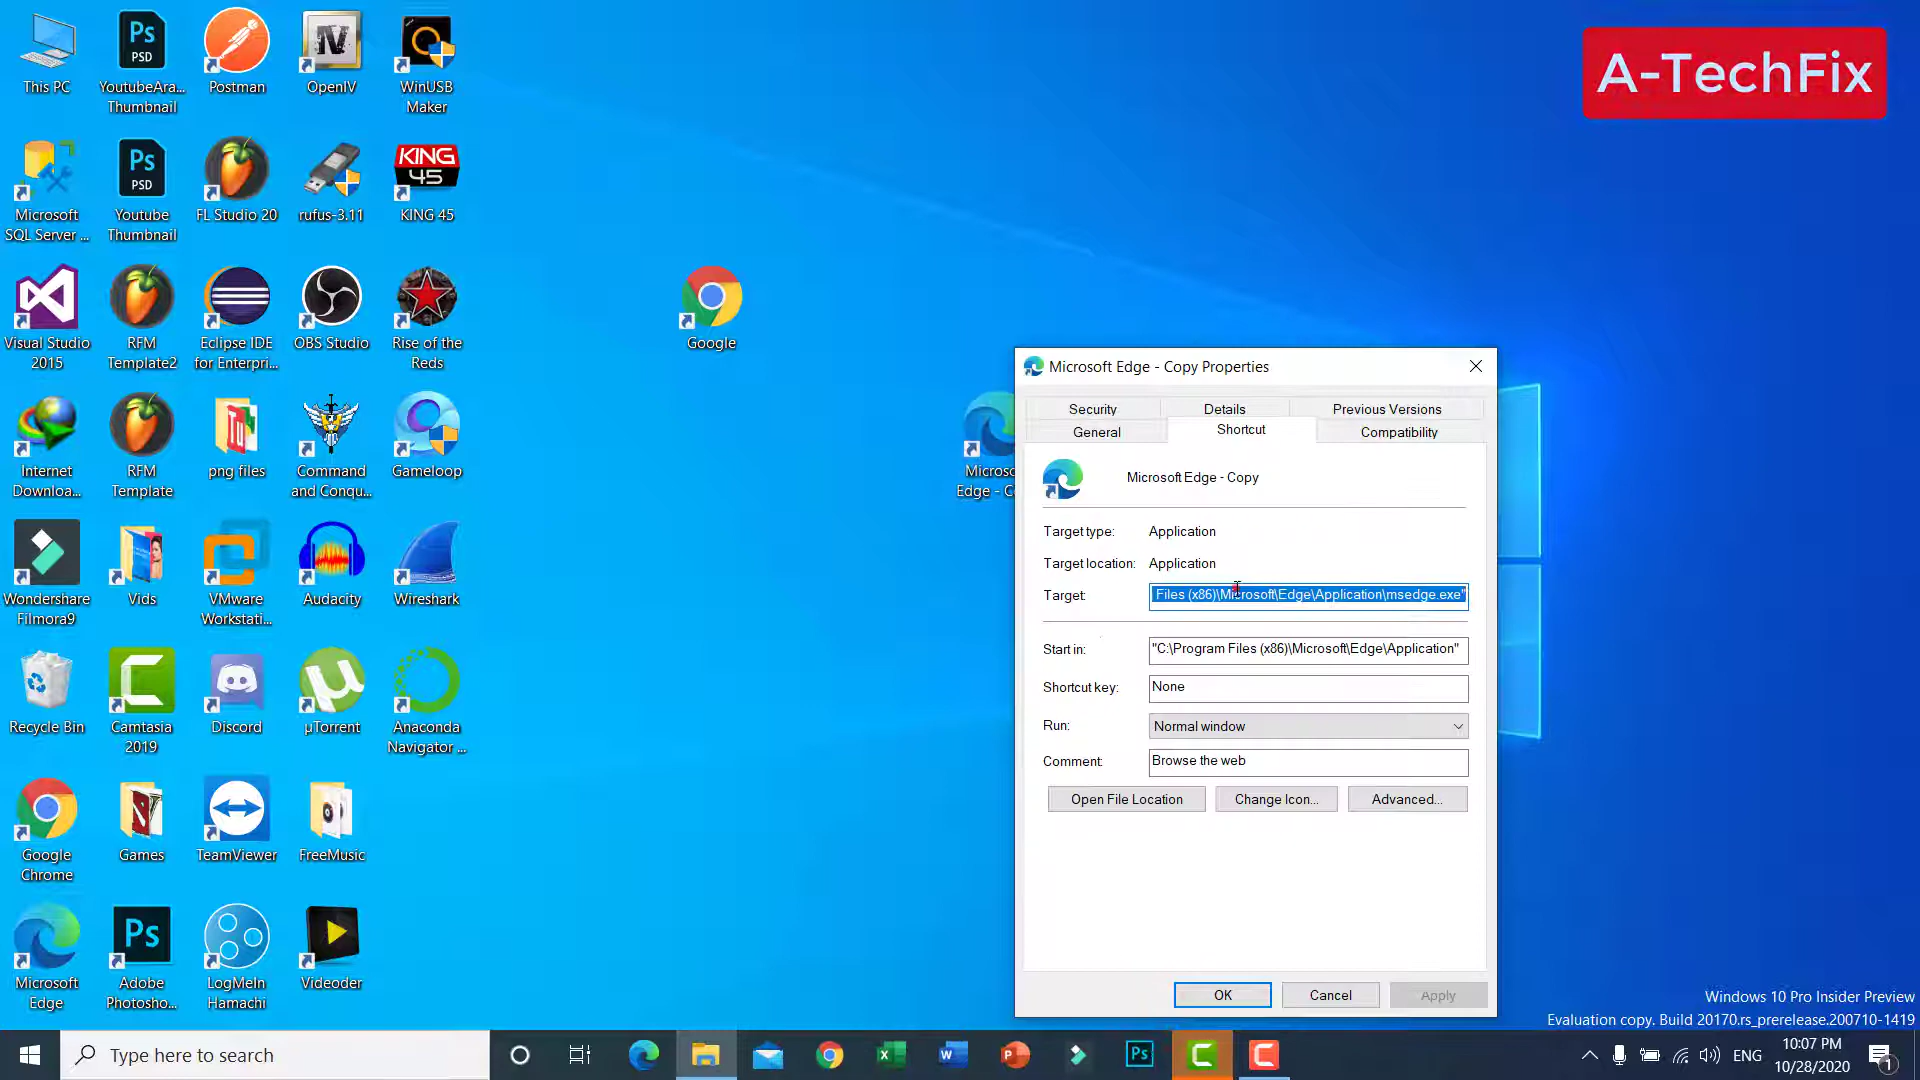 This PC
YoutubeAra...
Thumbnail
Postman
OpenIV
WinUSB
Maker
Ps
PSD
IV
A-TechFix
Microsoft
SQL Server ...
Ps
PSD
Youtube
Thumbnail
FL Studio 20
rufus-3.11
KING
45
KING 45
Visual Studio
2015
RFM
Template2
Eclipse IDE
for Enterpri...
OBS Studio
Rise of the
Reds
Google
Internet
Downloa...
RFM
Template
png files
Command
and Conqu...
Gameloop
Wondershare
Filmora9
Vids
VMware
Workstati...
Audacity
Wireshark
Recycle Bin
Camtasia
2019
Discord
µTorrent
Anaconda
Navigator ...
Google
Chrome
Games
TeamViewer
FreeMusic
Microsoft
Edge
Ps
Adobe
Photosho...
LogMeIn
Hamachi
Videoder
Microso
Edge - C
Microsoft Edge - Copy Properties
Security
Details
Previous Versions
General
Shortcut
Compatibility
Microsoft Edge - Copy
Target type:
Application
Target location:
Application
Target:
Files (x86)\Microsoft\Edge\Application\msedge.exe"
Start in:
"C:\Program Files (x86)\Microsoft\Edge\Application"
Shortcut key:
None
Run:
Normal window
Comment:
Browse the web
Open File Location
Change Icon...
Advanced...
OK
Cancel
Apply
Windows 10 Pro Insider Preview
Evaluation copy. Build 20170.rs_prerelease.200710-1419
Type here to search
Ps
ENG
10:07 PM
10/28/2020
1